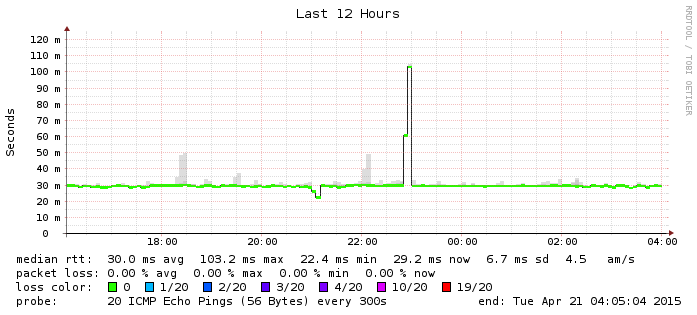 Last 12 Hours
RRDTOOL / TOBI OETIKER
Seconds
120 m
110 m
100 m
90 m
80 m
70 m
60 m
50 m
40 m
30 m
20 m
10 m
0
18:00 20:00 22:00 00:00 02:00 04:00
median rtt: 30.0 ms avg 103.2 ms max 22.4 ms min 29.2 ms now 6.7 ms sd 4.5 am/s
packet loss: 0.00 % avg 0.00 % max 0.00 % min 0.00 % now
loss color: 0 1/20 2/20 3/20 4/20 10/20 19/20
probe: 20 ICMP Echo Pings (56 Bytes) every 300s end: Tue Apr 21 04:05:04 2015